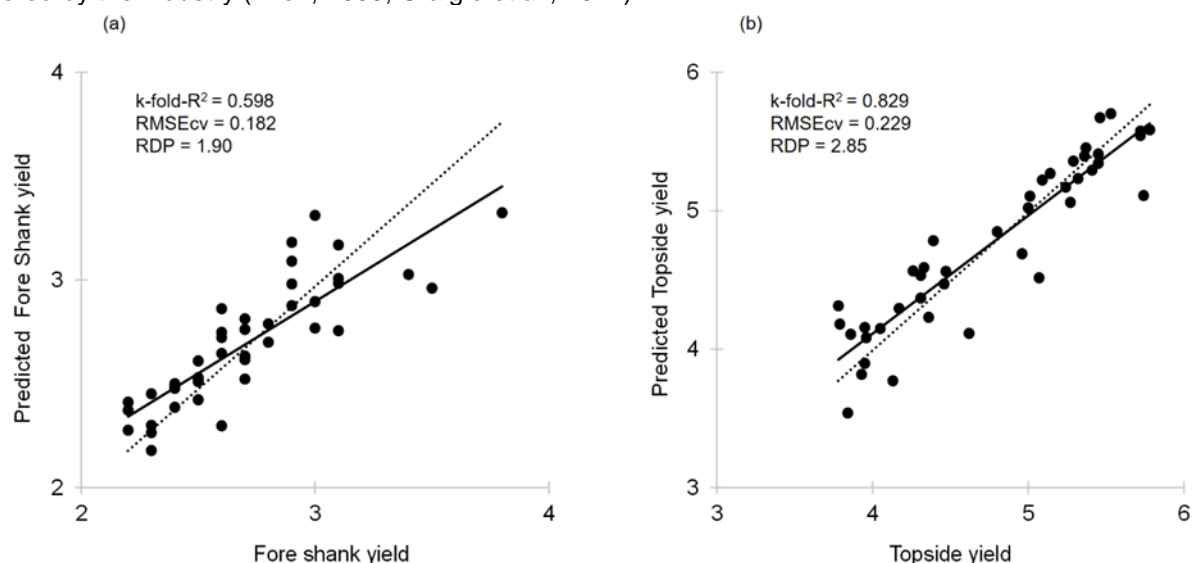 (a)
(b)
4
k-fold-R² = 0.598
RMSEcv = 0.182
RDP = 1.90
Predicted Fore Shank yield
3
2
2
3
4
Fore shank yield
6
k-fold-R² = 0.829
RMSEcv = 0.229
RDP = 2.85
Predicted Topside yield
5
4
3
3
4
5
6
Topside yield